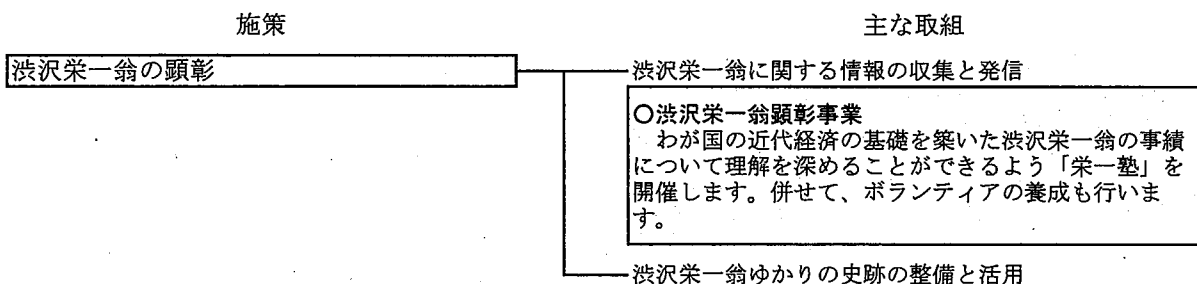 施策
主な取組
渋沢栄一翁の顕彰
渋沢栄一翁に関する情報の収集と発信
○渋沢栄一翁顕彰事業
わが国の近代経済の基礎を築いた渋沢栄一翁の事績
について理解を深めることができるよう「栄一塾」を
開催します。併せて、ボランティアの養成も行いま
す。
渋沢栄一翁ゆかりの史跡の整備と活用